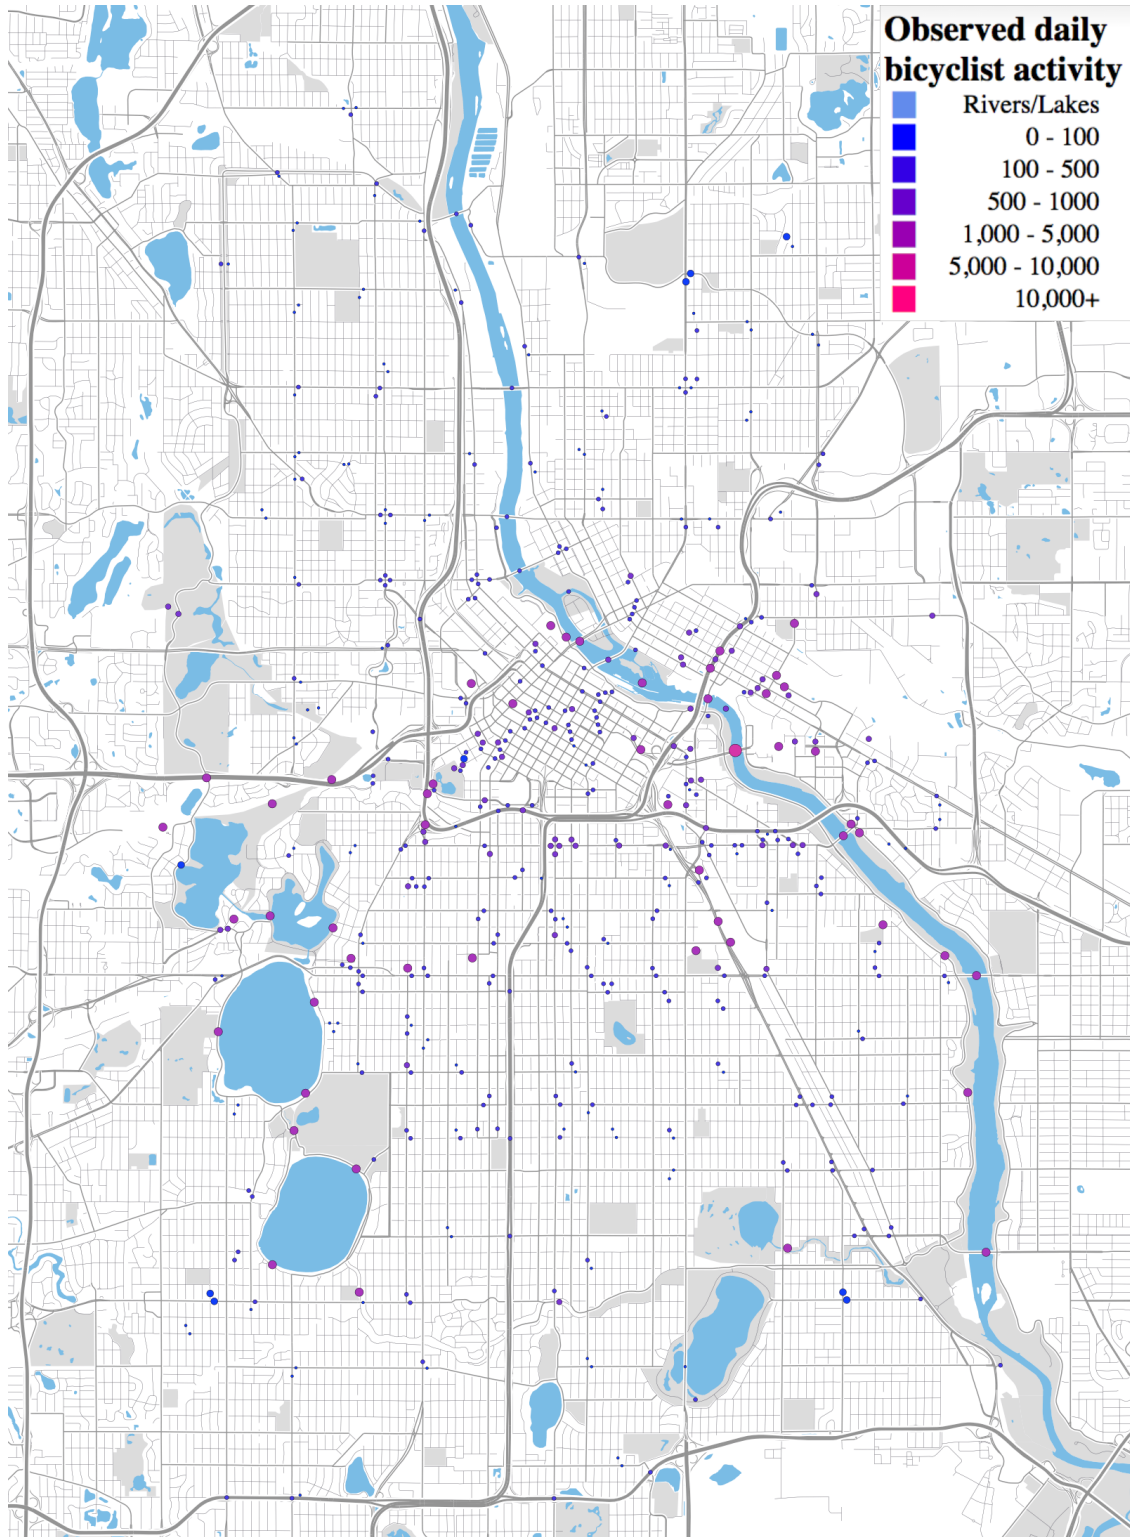 Observed daily
bicyclist activity
Rivers/Lakes
0 - 100
100 - 500
500 - 1000
1,000 - 5,000
5,000 - 10,000
10,000+